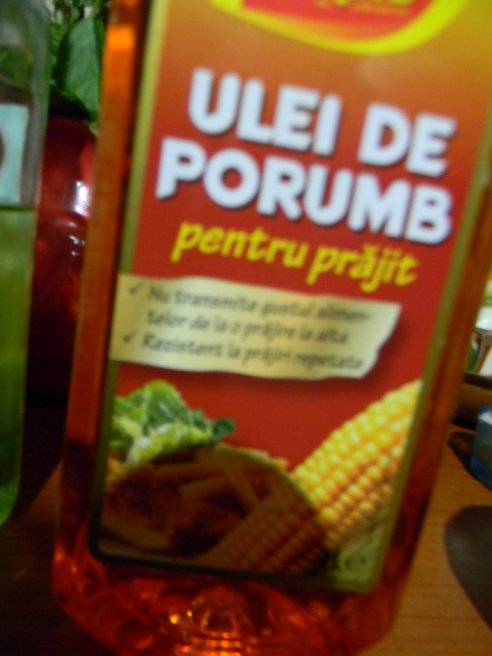 ULEI DE
PORUMB
pentru prăjit
✓ Nu transmite gustul alimen-
telor de la o prăjire la alta
✓ Rezistent la prăjiri repetate